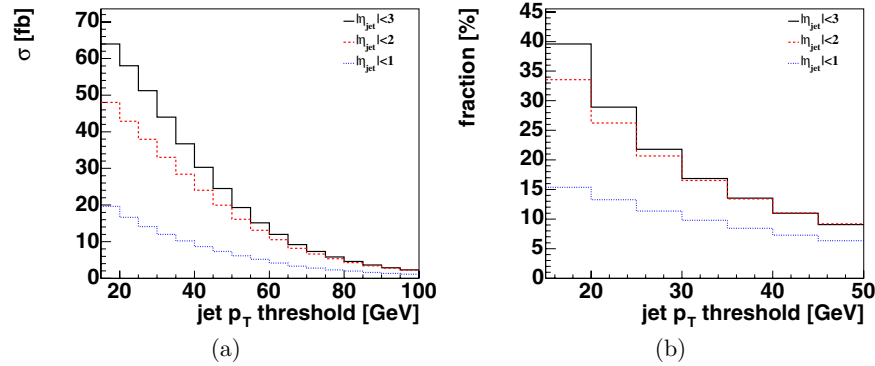 σ [fb]
70
60
50
40
30
20
10
0
|η_jet|<3
|η_jet|<2
|η_jet|<1
20 40 60 80 100
jet p_T threshold [GeV]
(a)
fraction [%]
45
40
35
30
25
20
15
10
5
0
|η_jet|<3
|η_jet|<2
|η_jet|<1
20 30 40 50
jet p_T threshold [GeV]
(b)